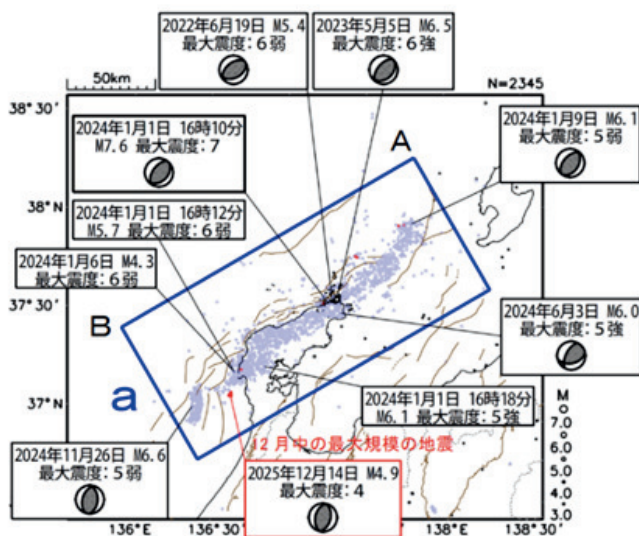 2022年6月19日 M5.4
最大震度：6弱
2023年5月5日 M6.5
最大震度：6強
50km
N=2345
38°30'
2024年1月1日 16時10分
M7.6 最大震度：7
A
2024年1月9日 M6.1
最大震度：5弱
38°N
2024年1月1日 16時12分
M5.7 最大震度：6弱
2024年1月6日 M4.3
最大震度：6弱
37°30'
B
2024年6月3日 M6.0
最大震度：5強
a
2024年1月1日 16時18分
M6.1 最大震度：5強
37°N
M
7.0
6.0
5.0
4.0
3.0
12月中の最大規模の地震
2024年11月26日 M6.6
最大震度：5弱
2025年12月14日 M4.9
最大震度：4
136°E
136°30'
138°E
138°30'